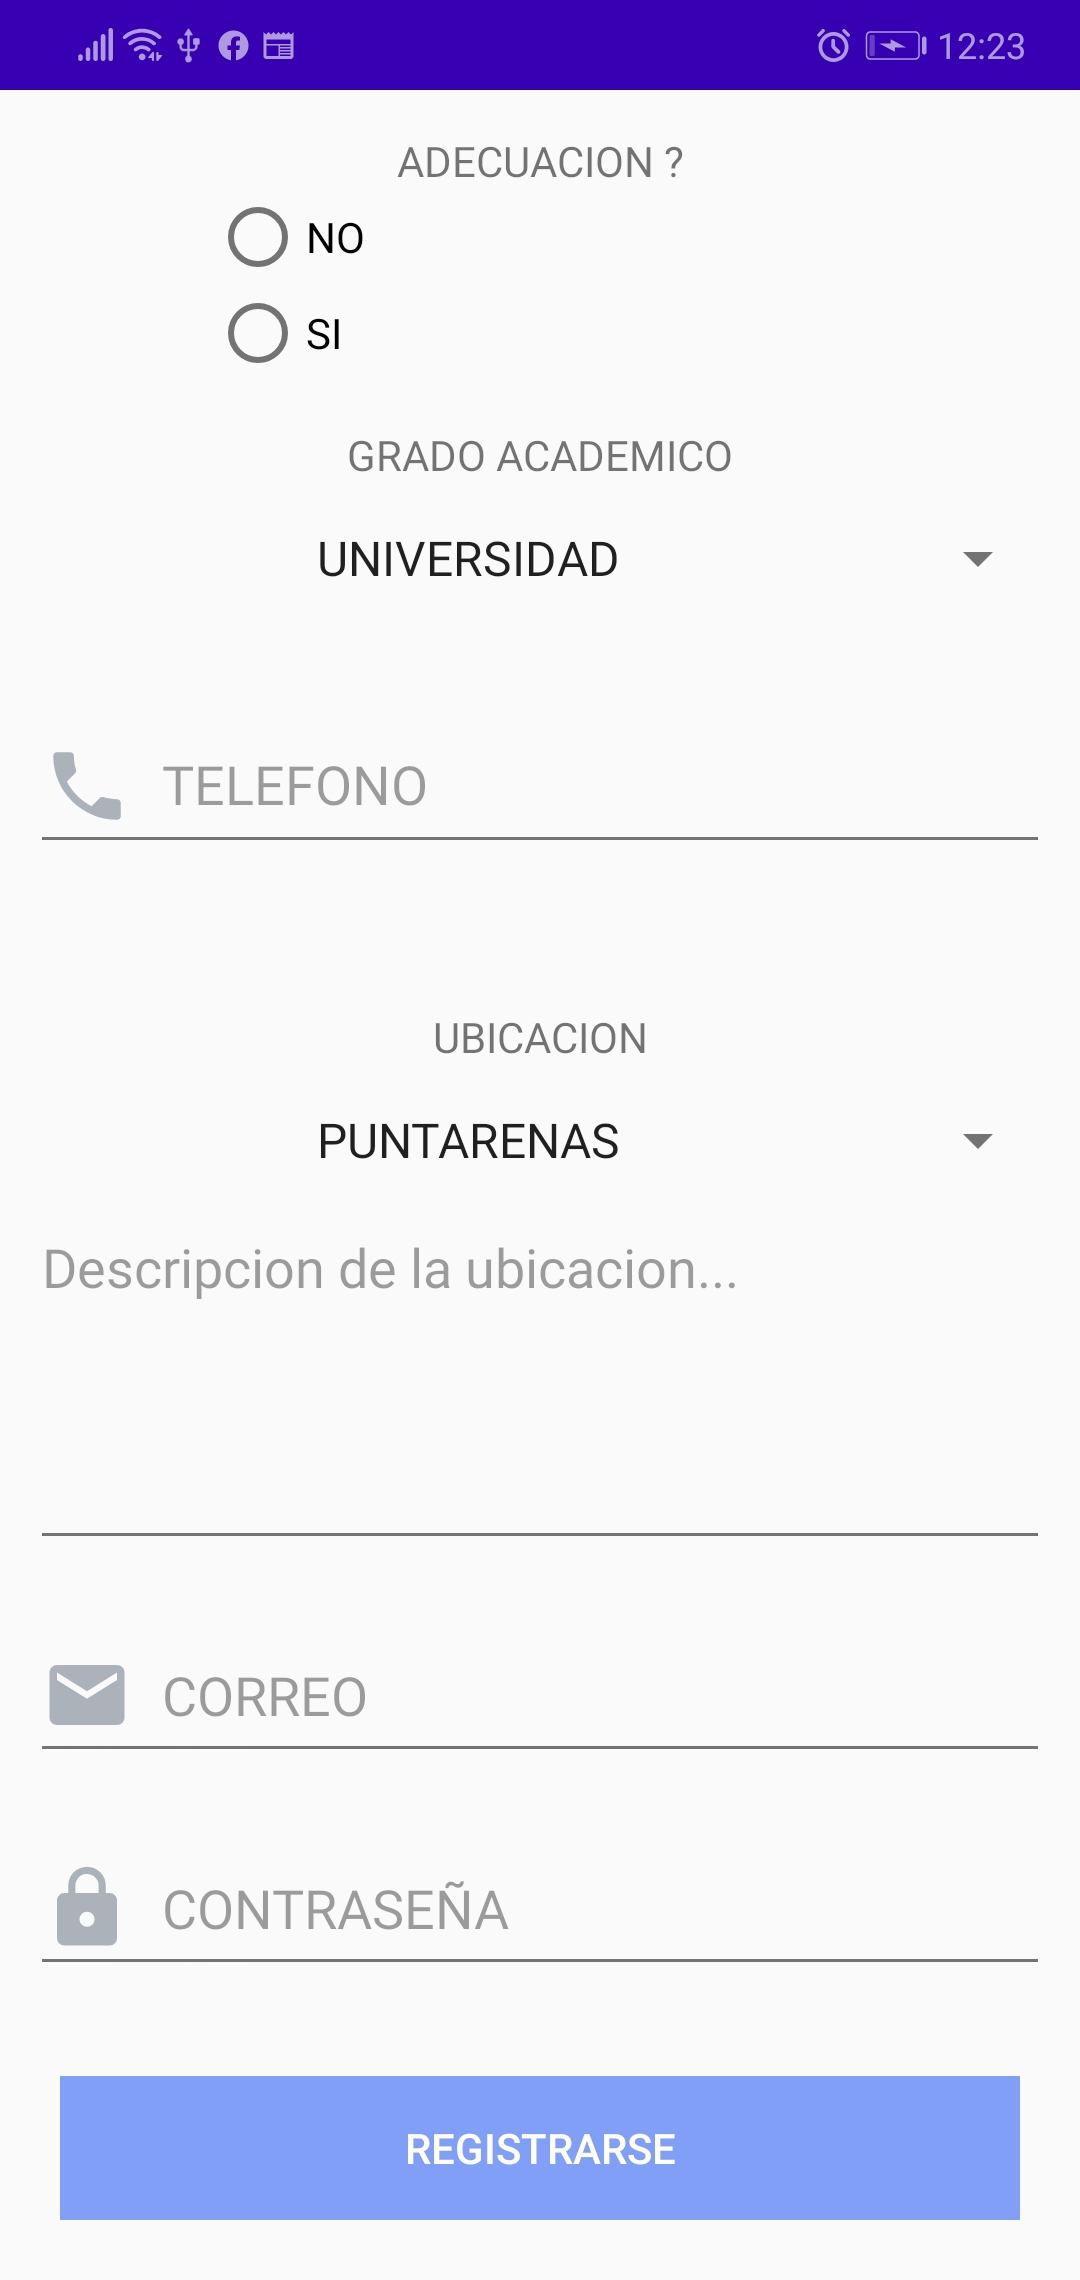 12:23
ADECUACION ?
NO
SI
GRADO ACADEMICO
UNIVERSIDAD
TELEFONO
UBICACION
PUNTARENAS
Descripcion de la ubicacion...
CORREO
CONTRASEÑA
REGISTRARSE